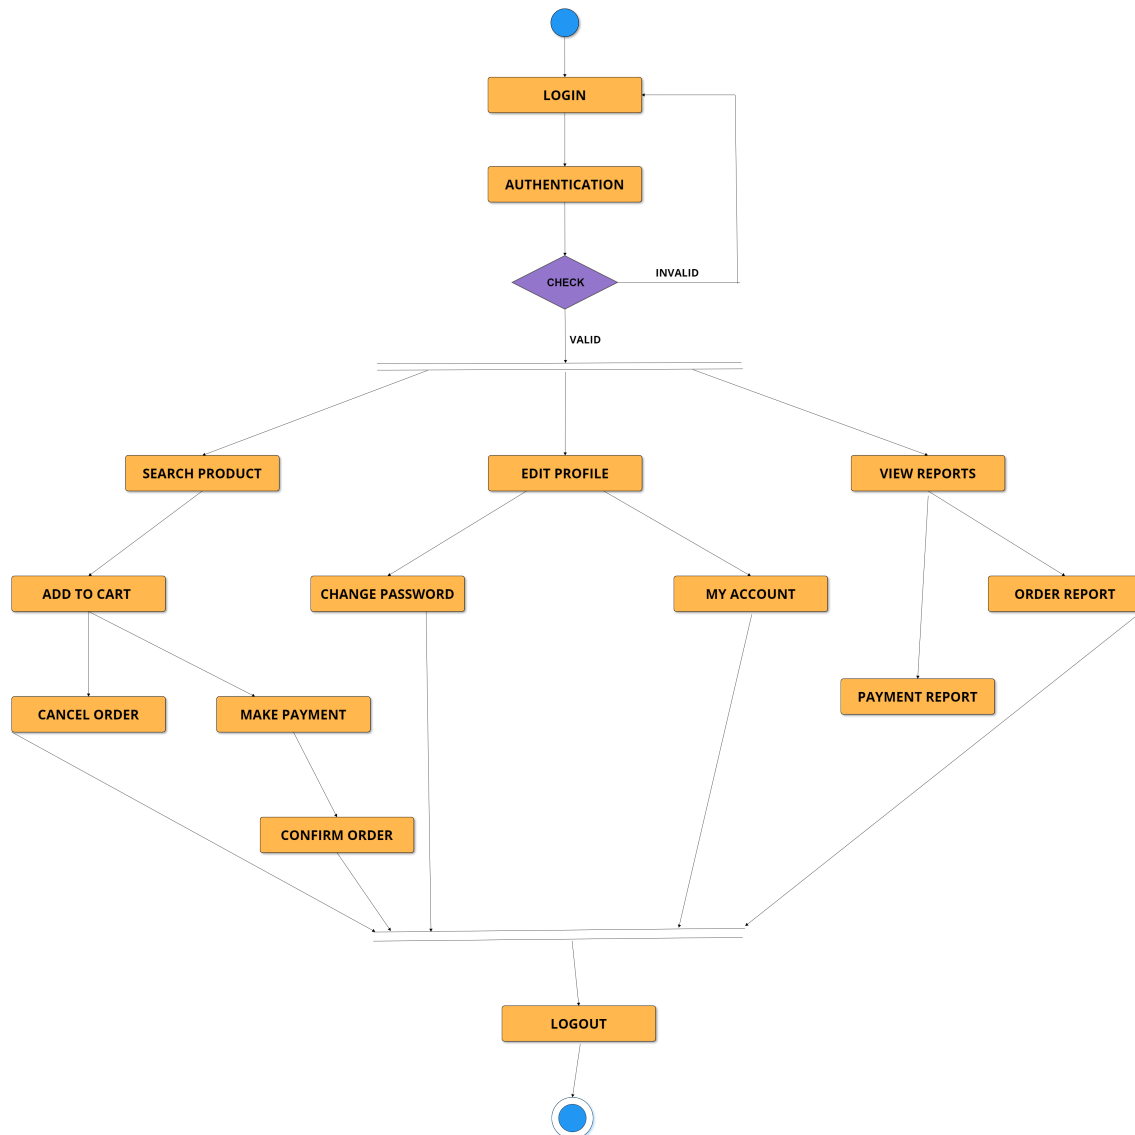 LOGIN
AUTHENTICATION
CHECK
INVALID
VALID
SEARCH PRODUCT
EDIT PROFILE
VIEW REPORTS
ADD TO CART
CHANGE PASSWORD
MY ACCOUNT
ORDER REPORT
PAYMENT REPORT
CANCEL ORDER
MAKE PAYMENT
CONFIRM ORDER
LOGOUT